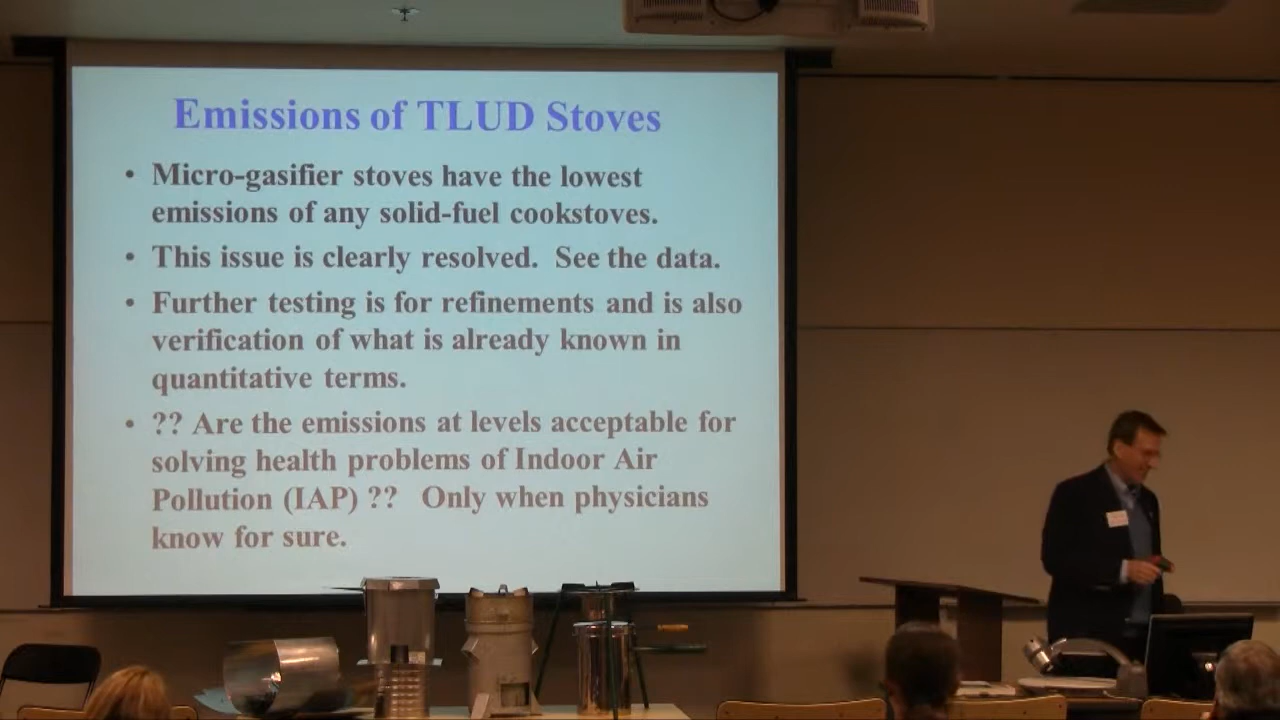 Emissions of TLUD Stoves
• Micro-gasifier stoves have the lowest
emissions of any solid-fuel cookstoves.
• This issue is clearly resolved. See the data.
• Further testing is for refinements and is also
verification of what is already known in
quantitative terms.
• ?? Are the emissions at levels acceptable for
solving health problems of Indoor Air
Pollution (IAP) ?? Only when physicians
know for sure.